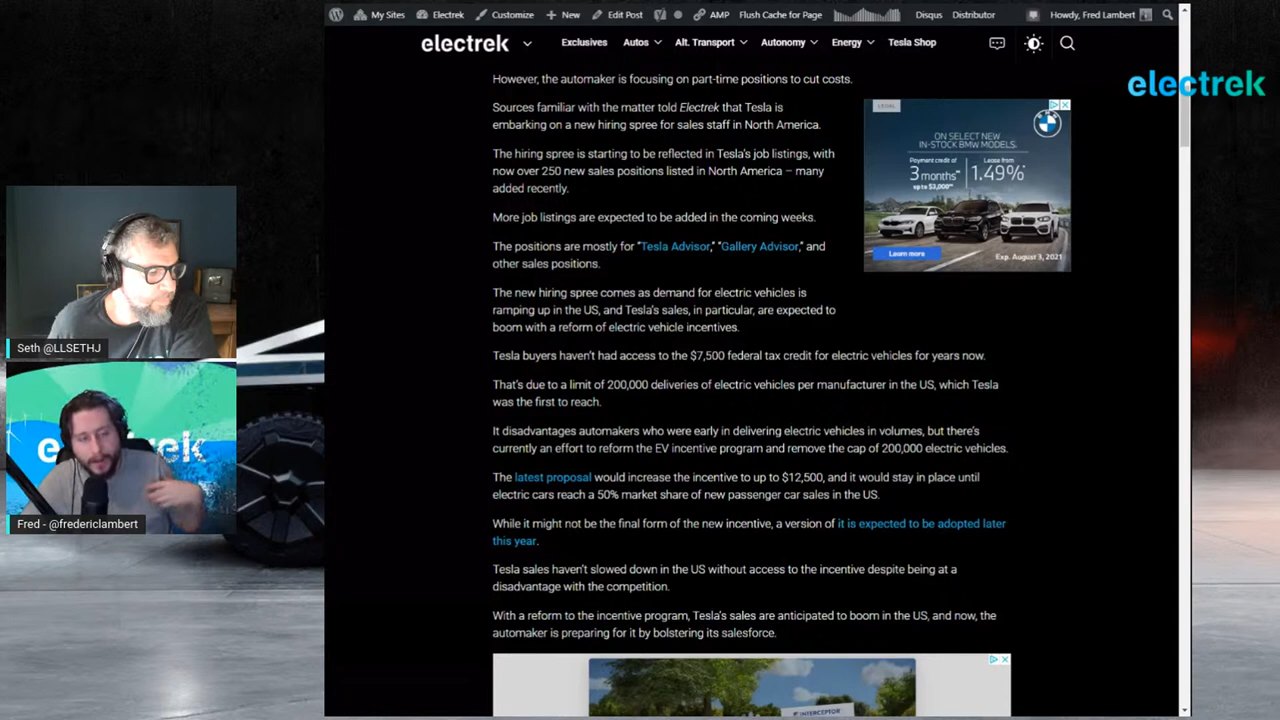 My Sites Electrek Customize New Edit Post AMP Flush Cache for Page Disqus Distributor Howdy, Fred Lambert
electrek Exclusives Autos Alt. Transport Autonomy Energy Tesla Shop
electrek
However, the automaker is focusing on part-time positions to cut costs.
Sources familiar with the matter told Electrek that Tesla is
embarking on a new hiring spree for sales staff in North America.
The hiring spree is starting to be reflected in Tesla's job listings, with
now over 250 new sales positions listed in North America – many
added recently.
More job listings are expected to be added in the coming weeks.
The positions are mostly for "Tesla Advisor," "Gallery Advisor," and
other sales positions.
The new hiring spree comes as demand for electric vehicles is
ramping up in the US, and Tesla's sales, in particular, are expected to
boom with a reform of electric vehicle incentives.
LEGAL
ON SELECT NEW
IN-STOCK BMW MODELS.
Payment credit of
3 months**
up to $3,000**
Lease from
1.49%*
Learn more
Exp. August 3, 2021
Tesla buyers haven't had access to the $7,500 federal tax credit for electric vehicles for years now.
That's due to a limit of 200,000 deliveries of electric vehicles per manufacturer in the US, which Tesla
was the first to reach.
It disadvantages automakers who were early in delivering electric vehicles in volumes, but there's
currently an effort to reform the EV incentive program and remove the cap of 200,000 electric vehicles.
The latest proposal would increase the incentive to up to $12,500, and it would stay in place until
electric cars reach a 50% market share of new passenger car sales in the US.
While it might not be the final form of the new incentive, a version of it is expected to be adopted later
this year.
Tesla sales haven't slowed down in the US without access to the incentive despite being at a
disadvantage with the competition.
With a reform to the incentive program, Tesla's sales are anticipated to boom in the US, and now, the
automaker is preparing for it by bolstering its salesforce.
INTERCEPTOR
Seth @LLSETHJ
Fred - @fredericlambert